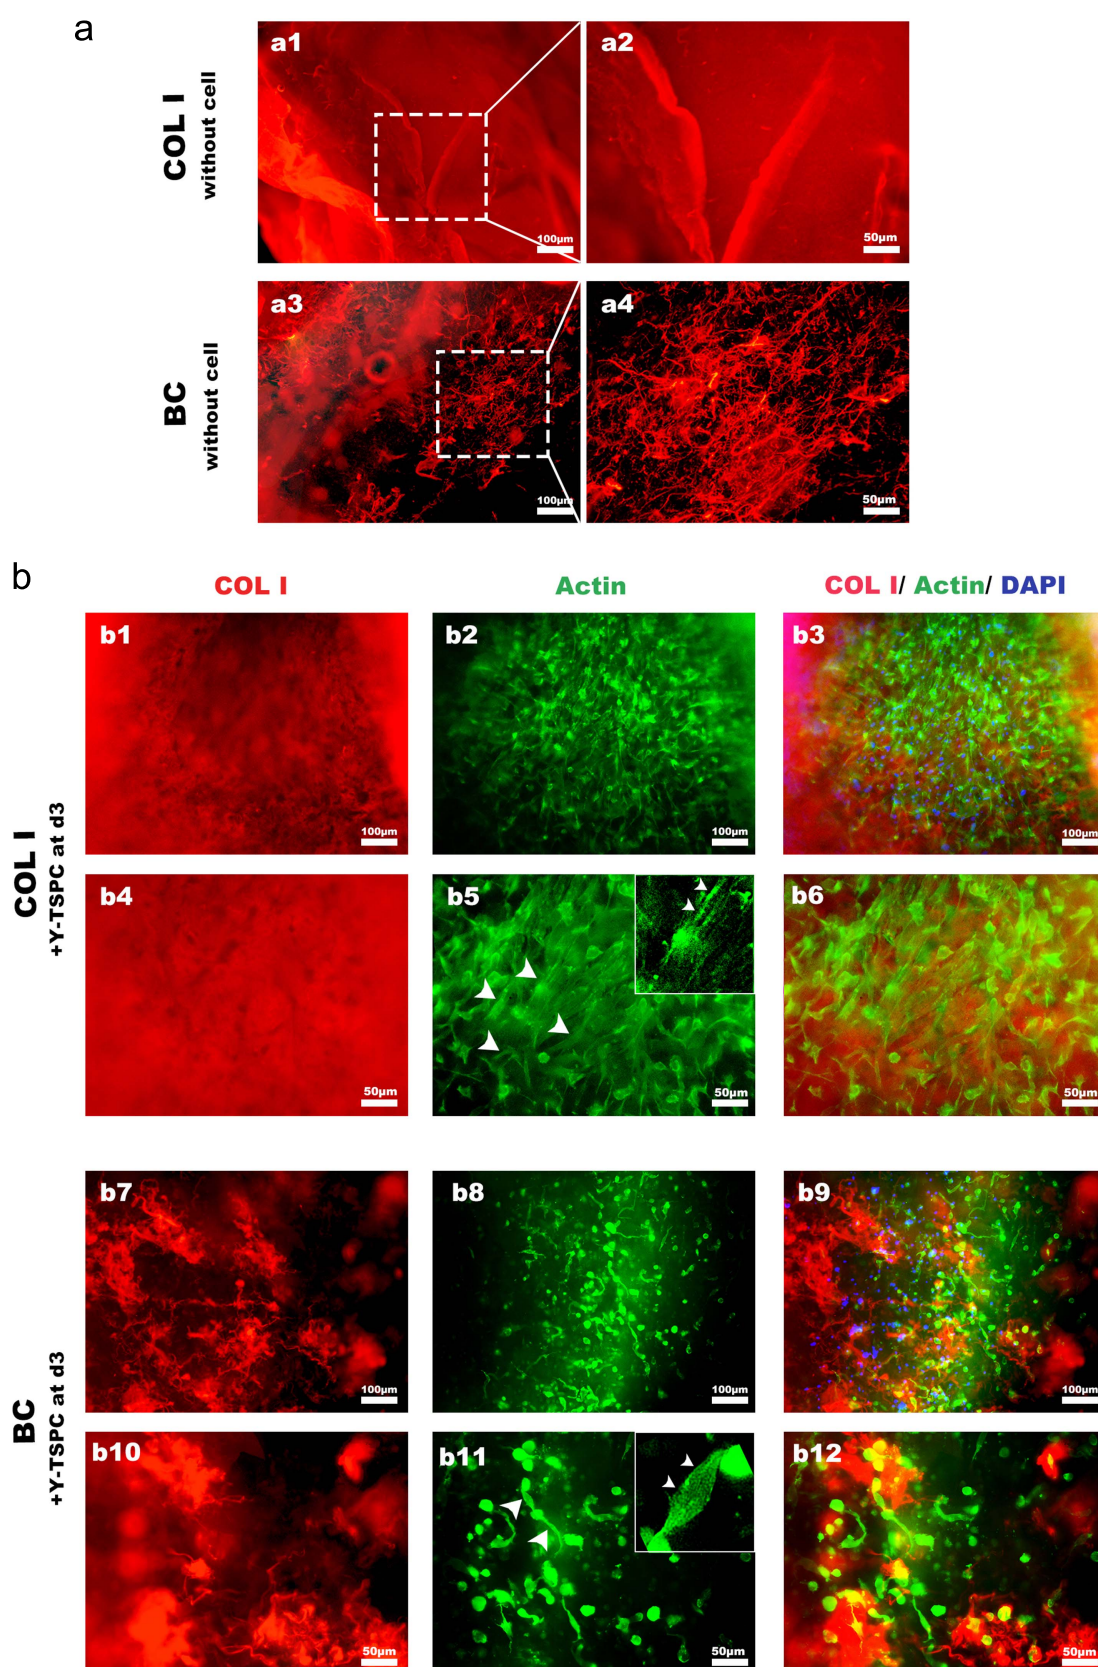 a
COL I
without cell
a1
100µm
a2
50µm
BC
without cell
a3
100µm
a4
50µm
b
COL I
Actin
COL I/ Actin/ DAPI
COL I
+Y-TSPC at d3
b1
100µm
b2
100µm
b3
100µm
b4
50µm
b5
50µm
b6
50µm
BC
+Y-TSPC at d3
b7
100µm
b8
100µm
b9
100µm
b10
50µm
b11
50µm
b12
50µm